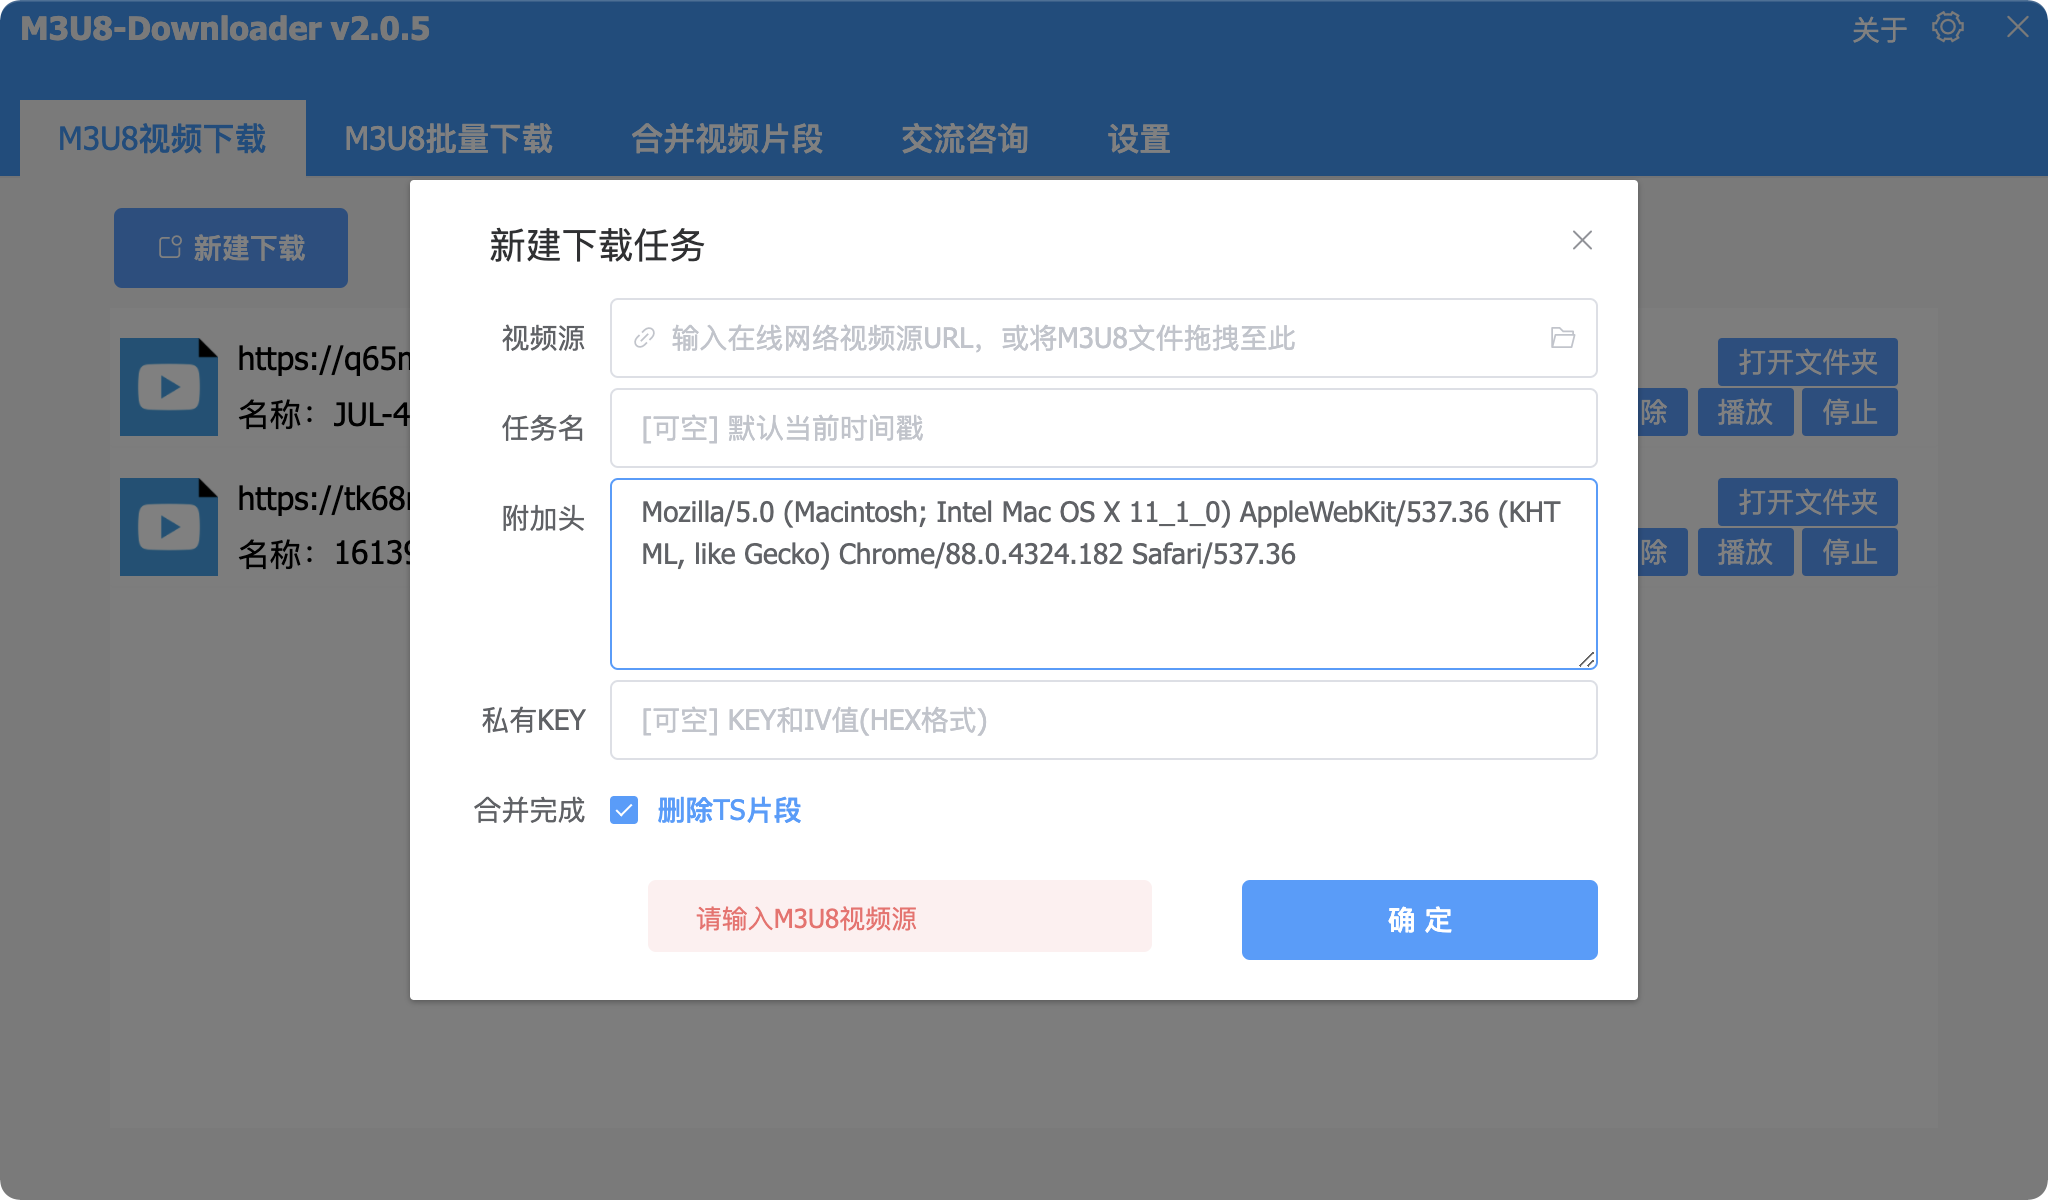 M3U8-Downloader v2.0.5
关于
M3U8视频下载
M3U8批量下载
合并视频片段
交流咨询
设置
新建下载
新建下载任务
视频源
输入在线网络视频源URL，或将M3U8文件拖拽至此
任务名
[可空] 默认当前时间戳
附加头
Mozilla/5.0 (Macintosh; Intel Mac OS X 11_1_0) AppleWebKit/537.36 (KHT
ML, like Gecko) Chrome/88.0.4324.182 Safari/537.36
私有KEY
[可空] KEY和IV值(HEX格式)
合并完成
删除TS片段
请输入M3U8视频源
确 定
https://q65
名称：JUL-4
打开文件夹
除
播放
停止
https://tk68
名称：1613
打开文件夹
除
播放
停止